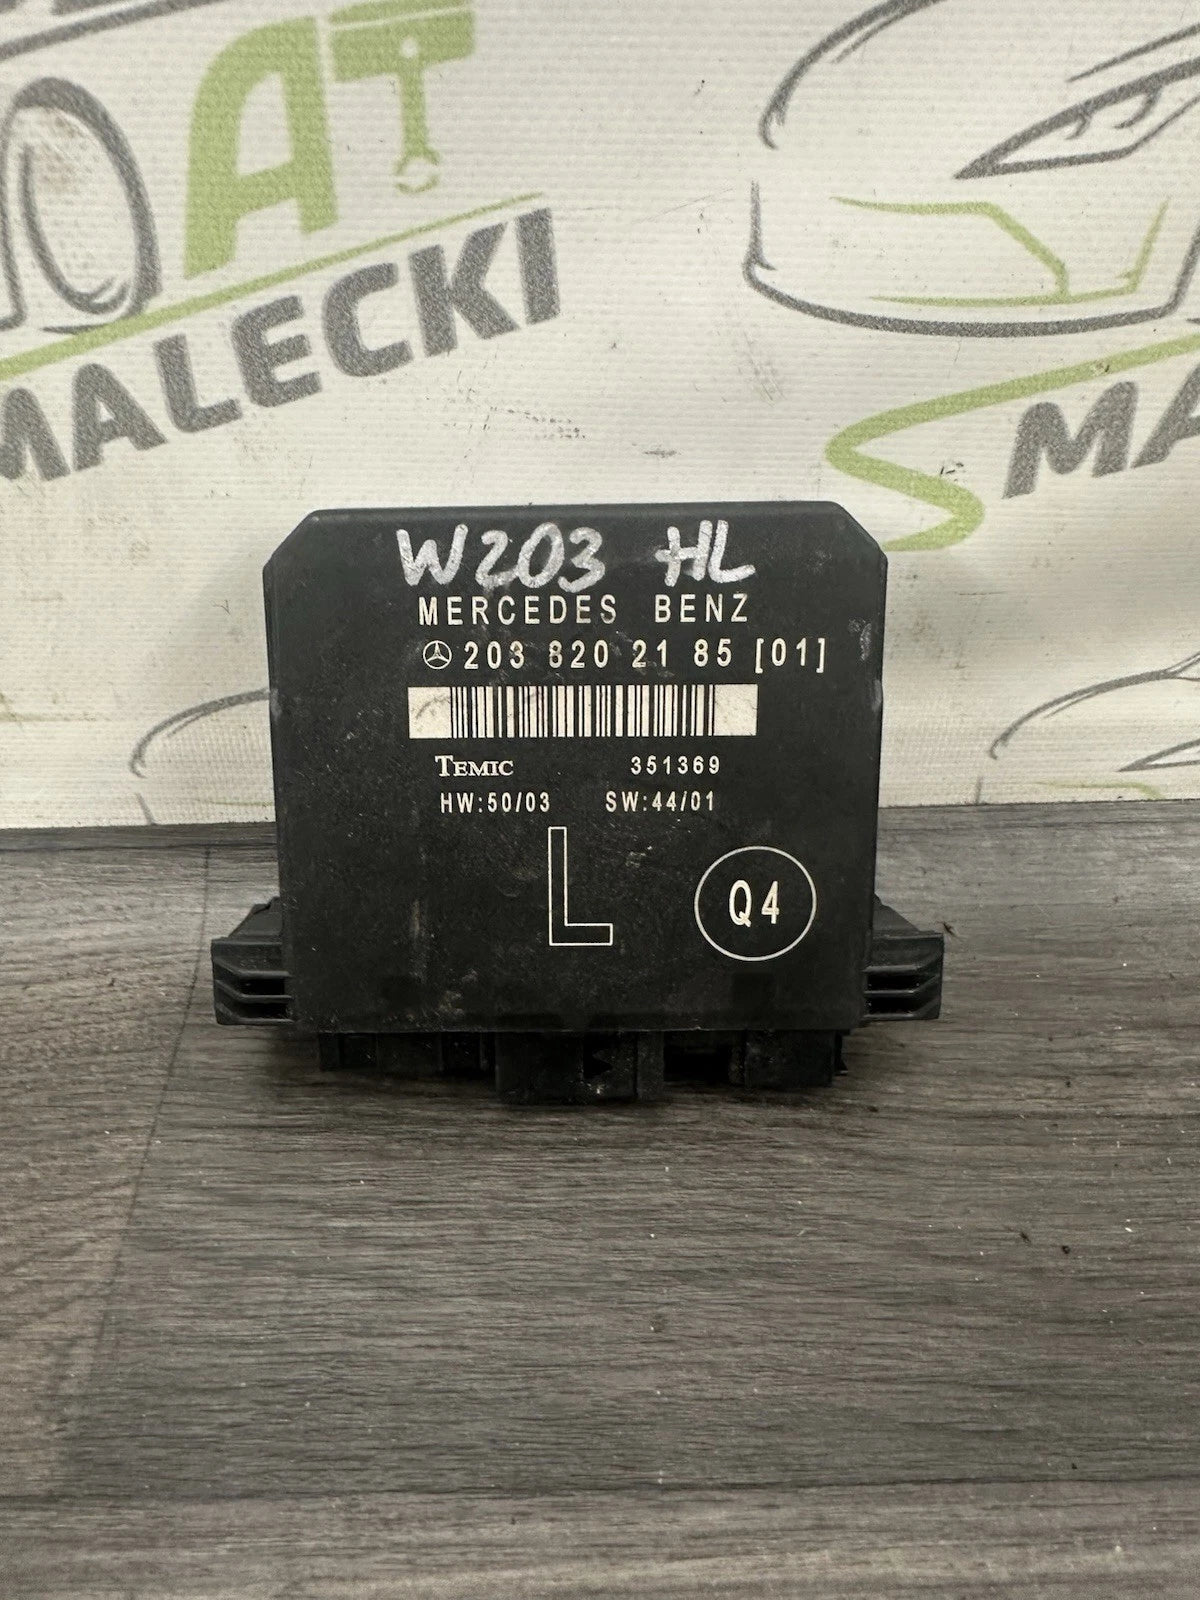 AT
MALECKI
MA
W203 HL
MERCEDES BENZ
203 820 21 85 [01]
TEMIC 351369
HW:50/03 SW:44/01
L
Q4